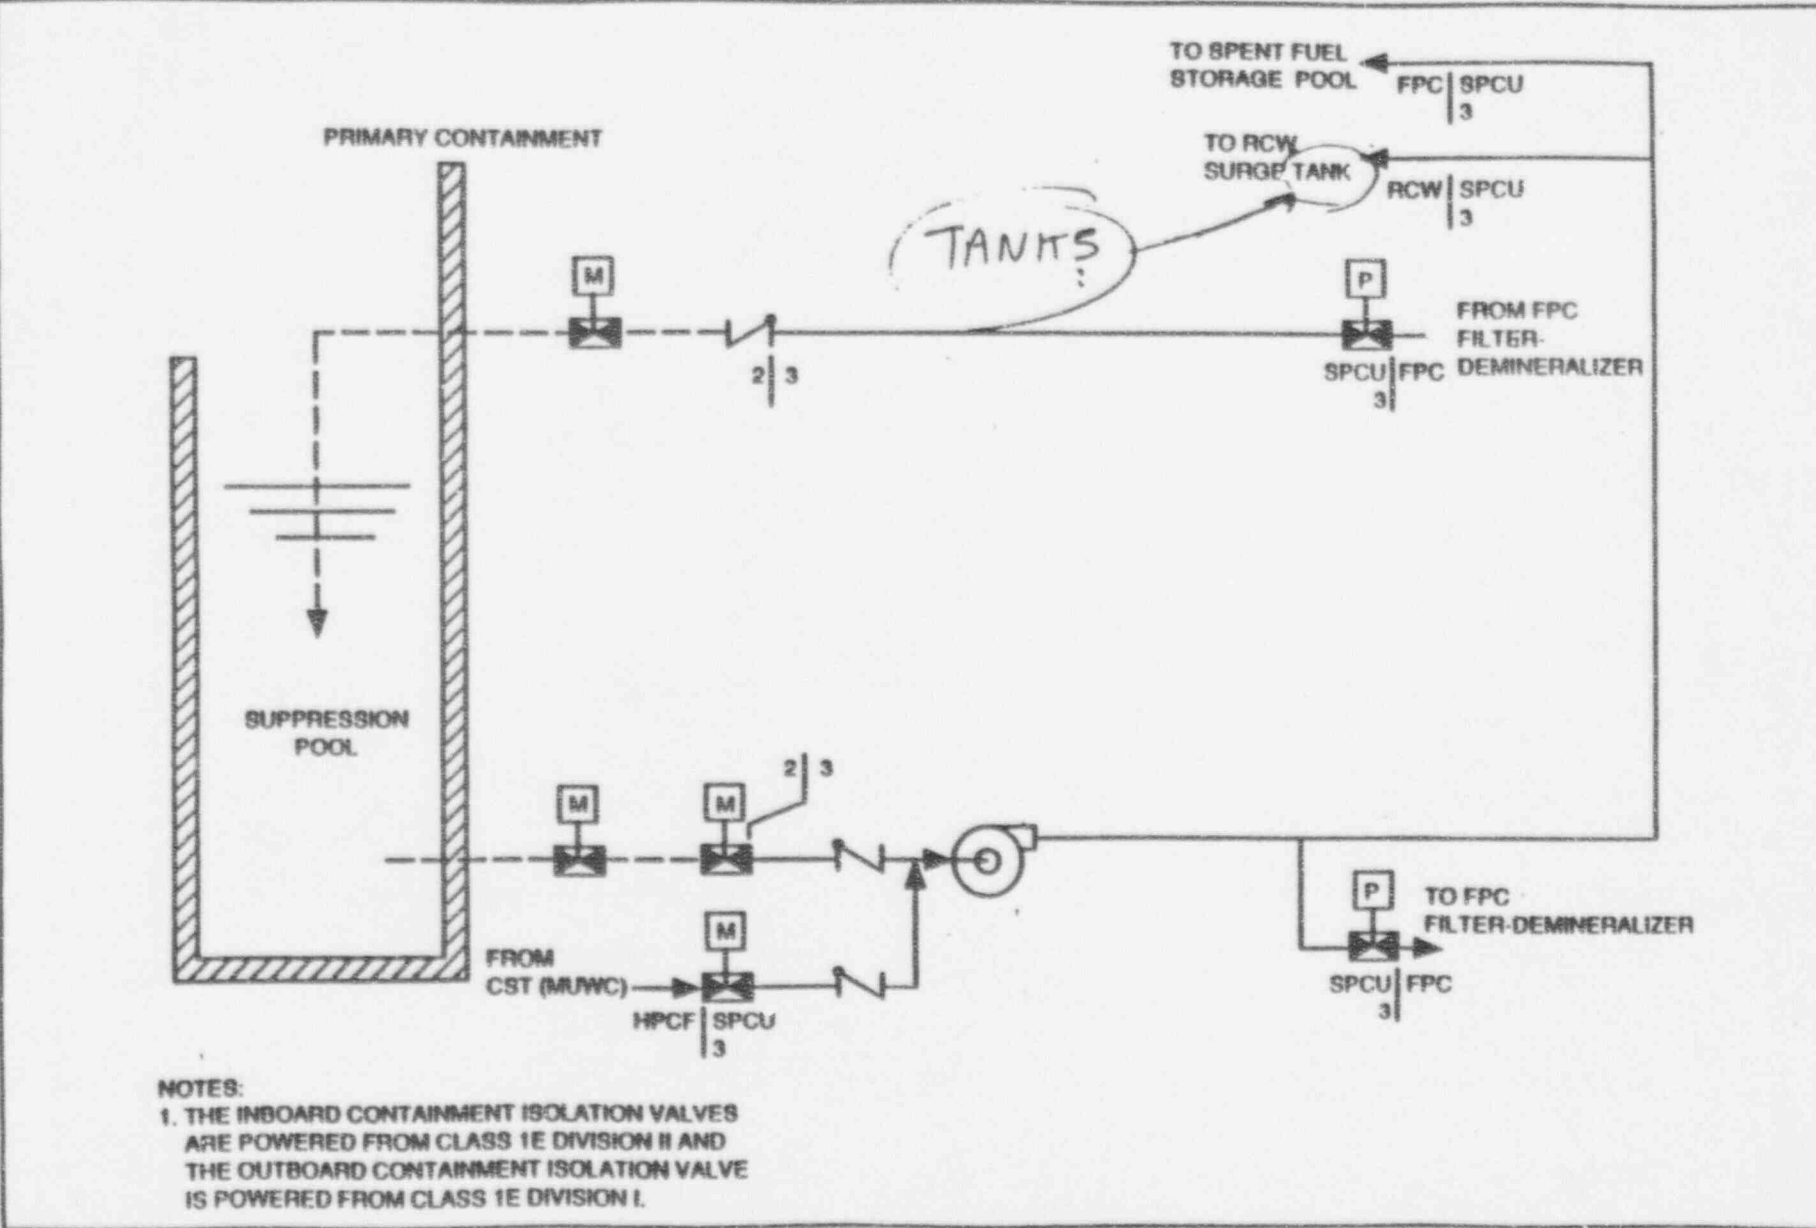 TO SPENT FUEL
STORAGE POOL
FPC SPCU
3
PRIMARY CONTAINMENT
TO RCW
SURGE TANK
RCW SPCU
3
TANKS
M
P
FROM FPC
FILTER-
DEMINERALIZER
2 3
SPCU FPC
3
SUPPRESSION
POOL
2 3
M
M
P
TO FPC
FILTER-DEMINERALIZER
M
FROM
CST (MUWC)
SPCU FPC
3
HPCF SPCU
3
NOTES:
1. THE INBOARD CONTAINMENT ISOLATION VALVES
ARE POWERED FROM CLASS 1E DIVISION II AND
THE OUTBOARD CONTAINMENT ISOLATION VALVE
IS POWERED FROM CLASS 1E DIVISION I.